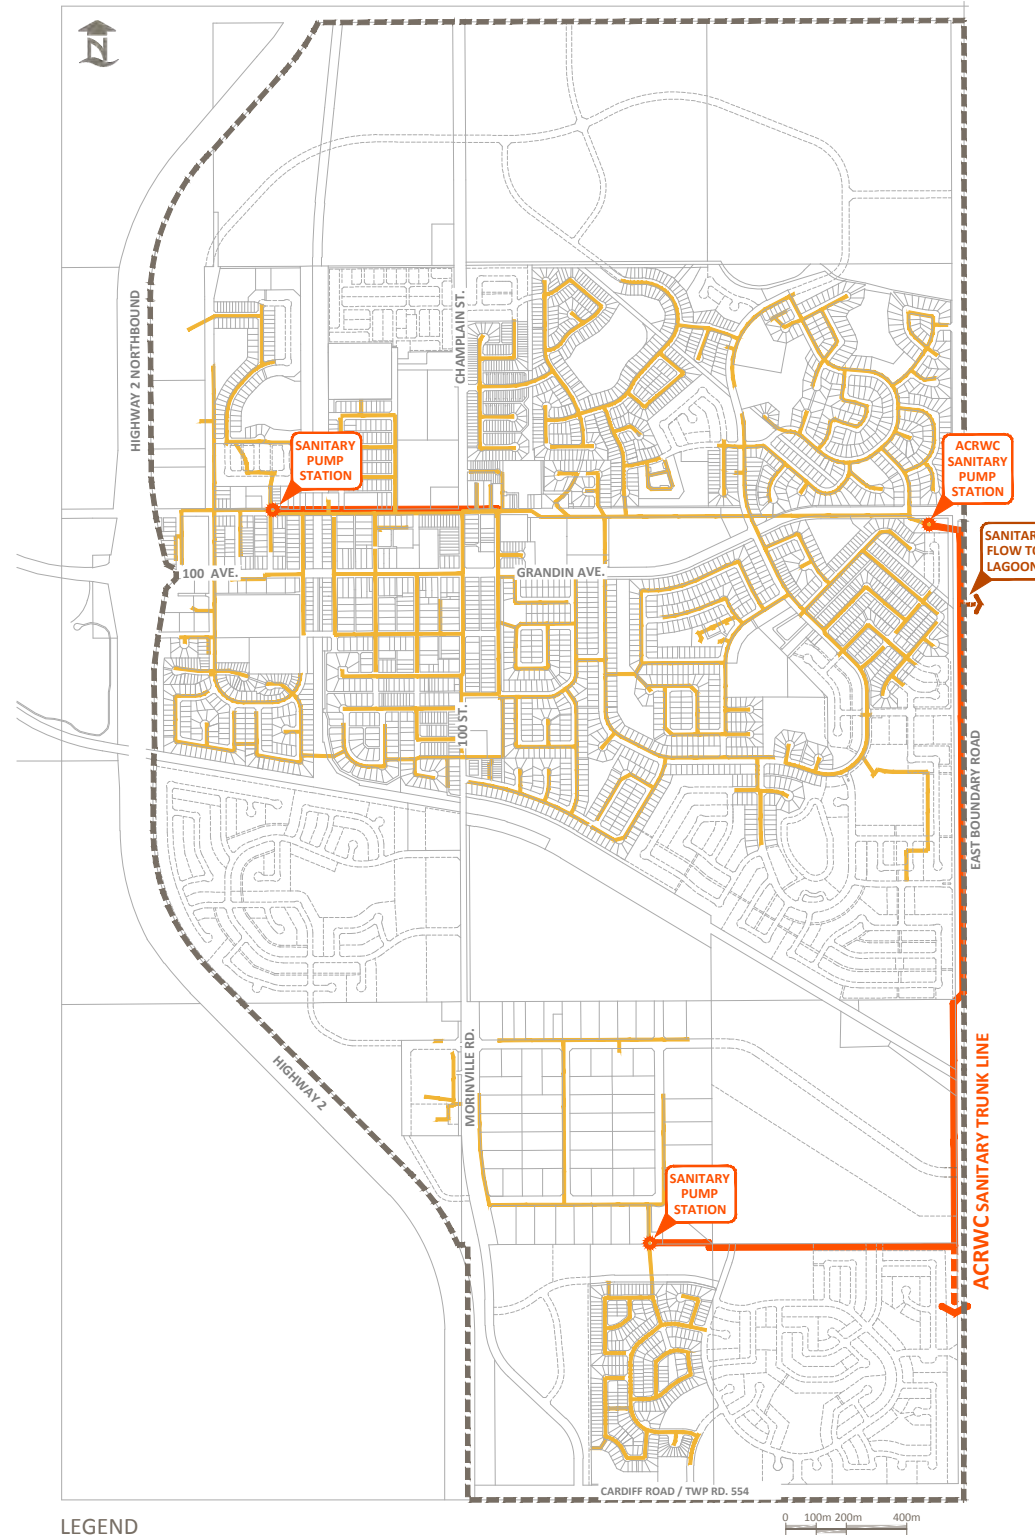 N
HIGHWAY 2 NORTHBOUND
CHAMPLAIN ST.
SANITARY
PUMP
STATION
ACRWC
SANITARY
PUMP
STATION
SANITAR
FLOW TO
LAGOON
100 AVE.
GRANDIN AVE.
100 ST.
EAST BOUNDARY ROAD
MORINVILLE RD.
HIGHWAY 2
ACRWC SANITARY TRUNK LINE
SANITARY
PUMP
STATION
CARDIFF ROAD / TWP RD. 554
LEGEND
0 100m 200m 400m